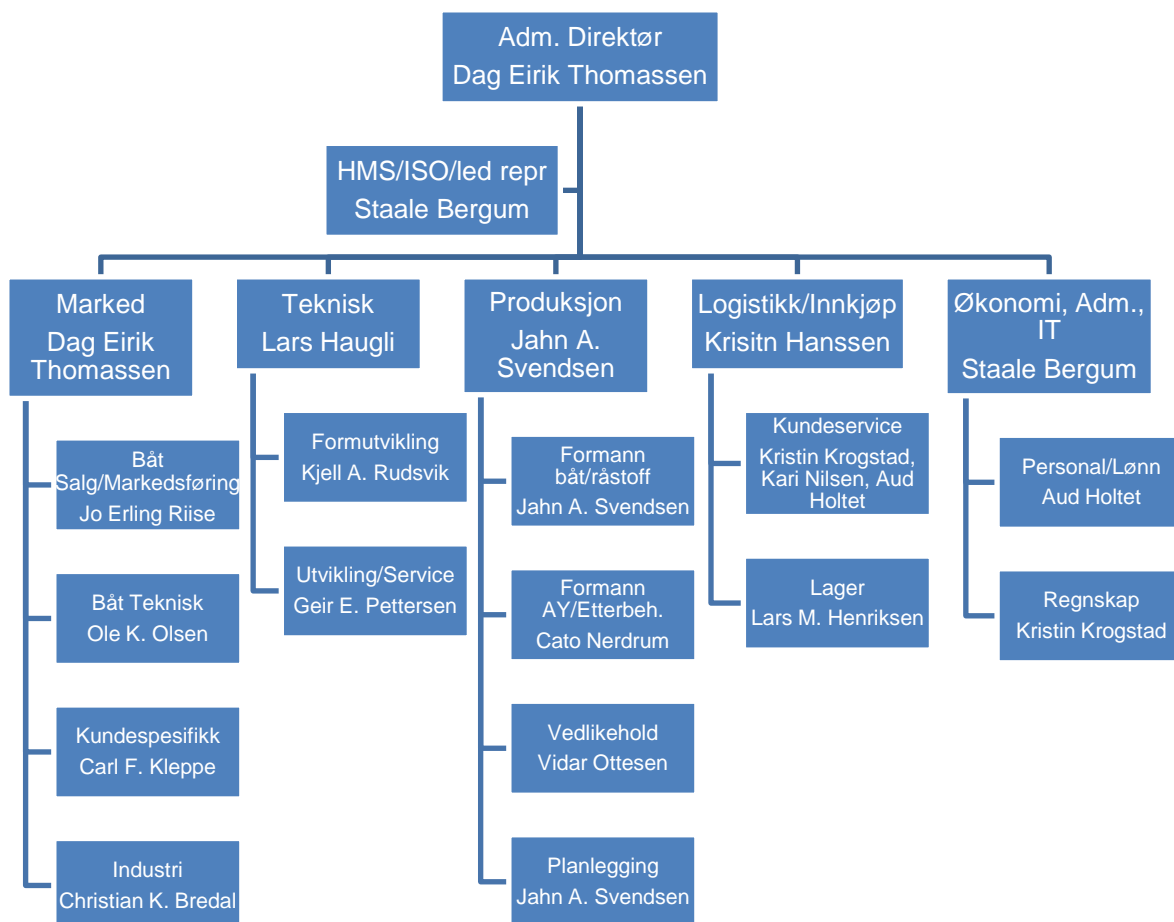 Adm. Direktør
Dag Eirik Thomassen
HMS/ISO/led repr
Staale Bergum
Marked
Dag Eirik
Thomassen
Båt
Salg/Markedsføring
Jo Erling Riise
Båt Teknisk
Ole K. Olsen
Kundespesifikk
Carl F. Kleppe
Industri
Christian K. Bredal
Teknisk
Lars Haugli
Formutvikling
Kjell A. Rudsvik
Utvikling/Service
Geir E. Pettersen
Produksjon
Jahn A.
Svendsen
Formann
båt/råstoff
Jahn A. Svendsen
Formann
AY/Etterbeh.
Cato Nerdrum
Vedlikehold
Vidar Ottesen
Planlegging
Jahn A. Svendsen
Logistikk/Innkjøp
Krisitn Hanssen
Kundeservice
Kristin Krogstad,
Kari Nilsen, Aud
Holtet
Lager
Lars M. Henriksen
Økonomi, Adm.,
IT
Staale Bergum
Personal/Lønn
Aud Holtet
Regnskap
Kristin Krogstad